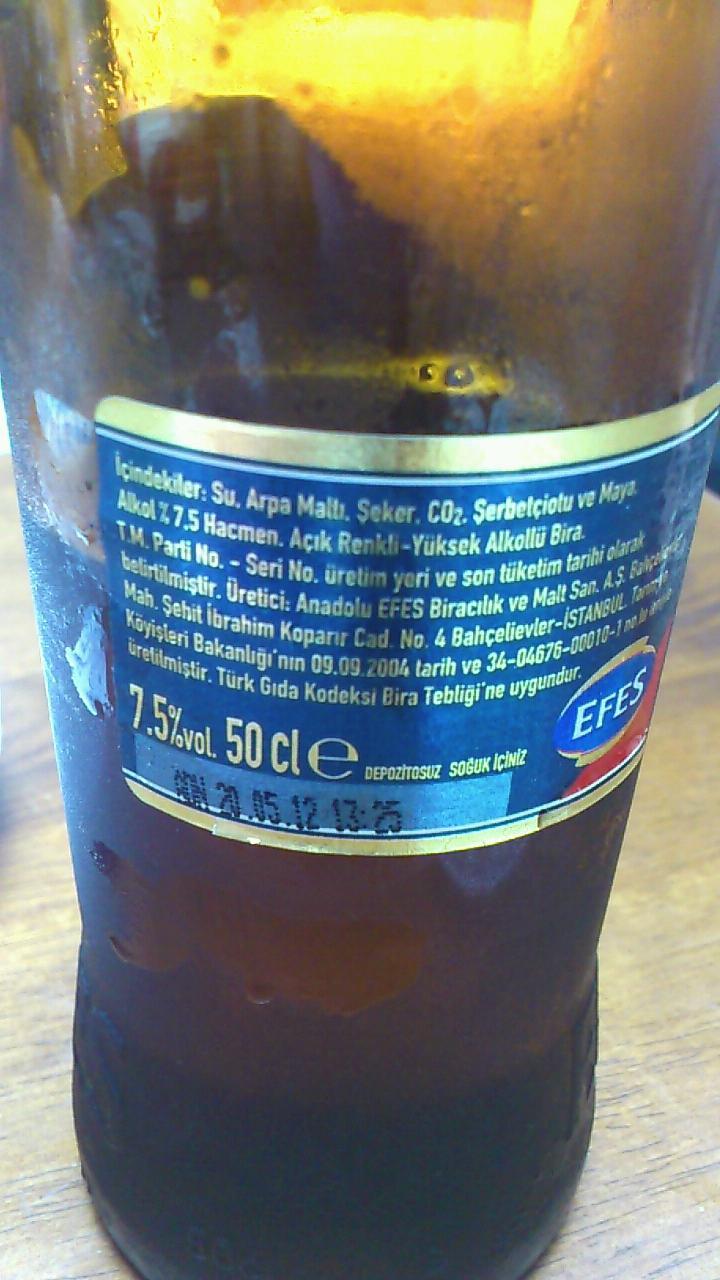 İçindekiler: Su, Arpa Maltı, Şeker, CO₂, Şerbetçiotu ve Maya.
Alkol % 7.5 Hacmen. Açık Renkli-Yüksek Alkollü Bira.
T.M. Parti No. - Seri No. üretim yeri ve son tüketim tarihi olarak
belirtilmiştir. Üretici: Anadolu EFES Biracılık ve Malt San. A.Ş.
Mah. Şehit İbrahim Koparır Cad. No. 4 Bahçelievler-İSTANBUL.
Köyişleri Bakanlığı'nın 09.09.2004 tarih ve 34-04676-00010-1 no.lu
üretilmiştir. Türk Gıda Kodeksi Bira Tebliği'ne uygundur.
EFES
7.5%vol. 50 cl ℮ DEPOZİTOSUZ SOĞUK İÇİNİZ
20.05.12 13:25